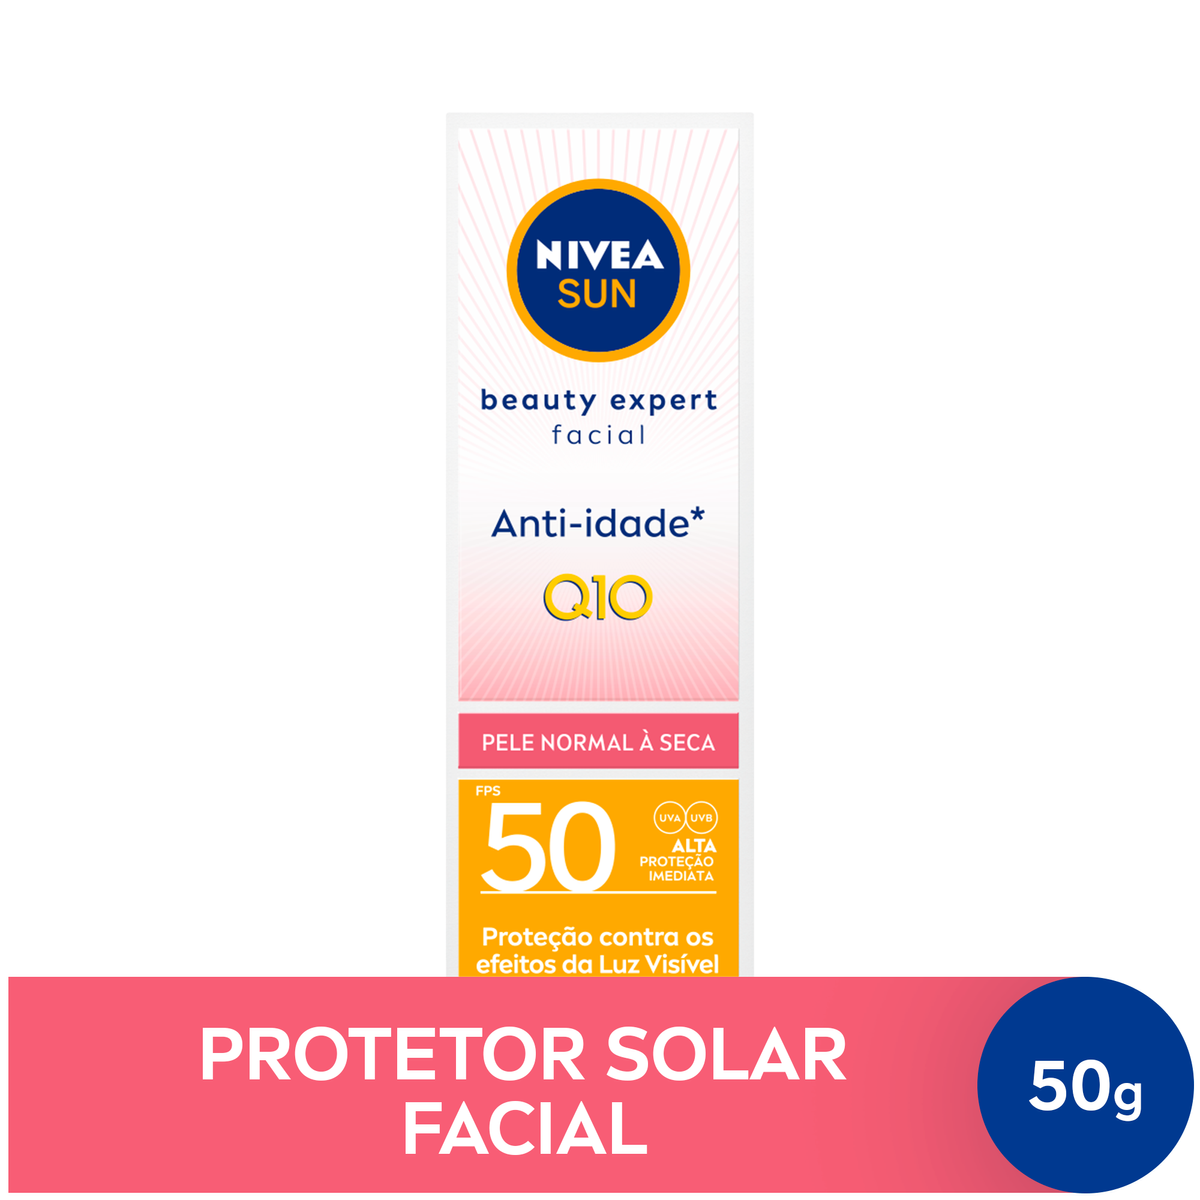 NIVEA
SUN
beauty expert
facial
Anti-idade*
Q10
PELE NORMAL À SECA
FPS
50
UVA UVB
ALTA
PROTEÇÃO
IMEDIATA
Proteção contra os
efeitos da Luz Visível
PROTETOR SOLAR
FACIAL
50g